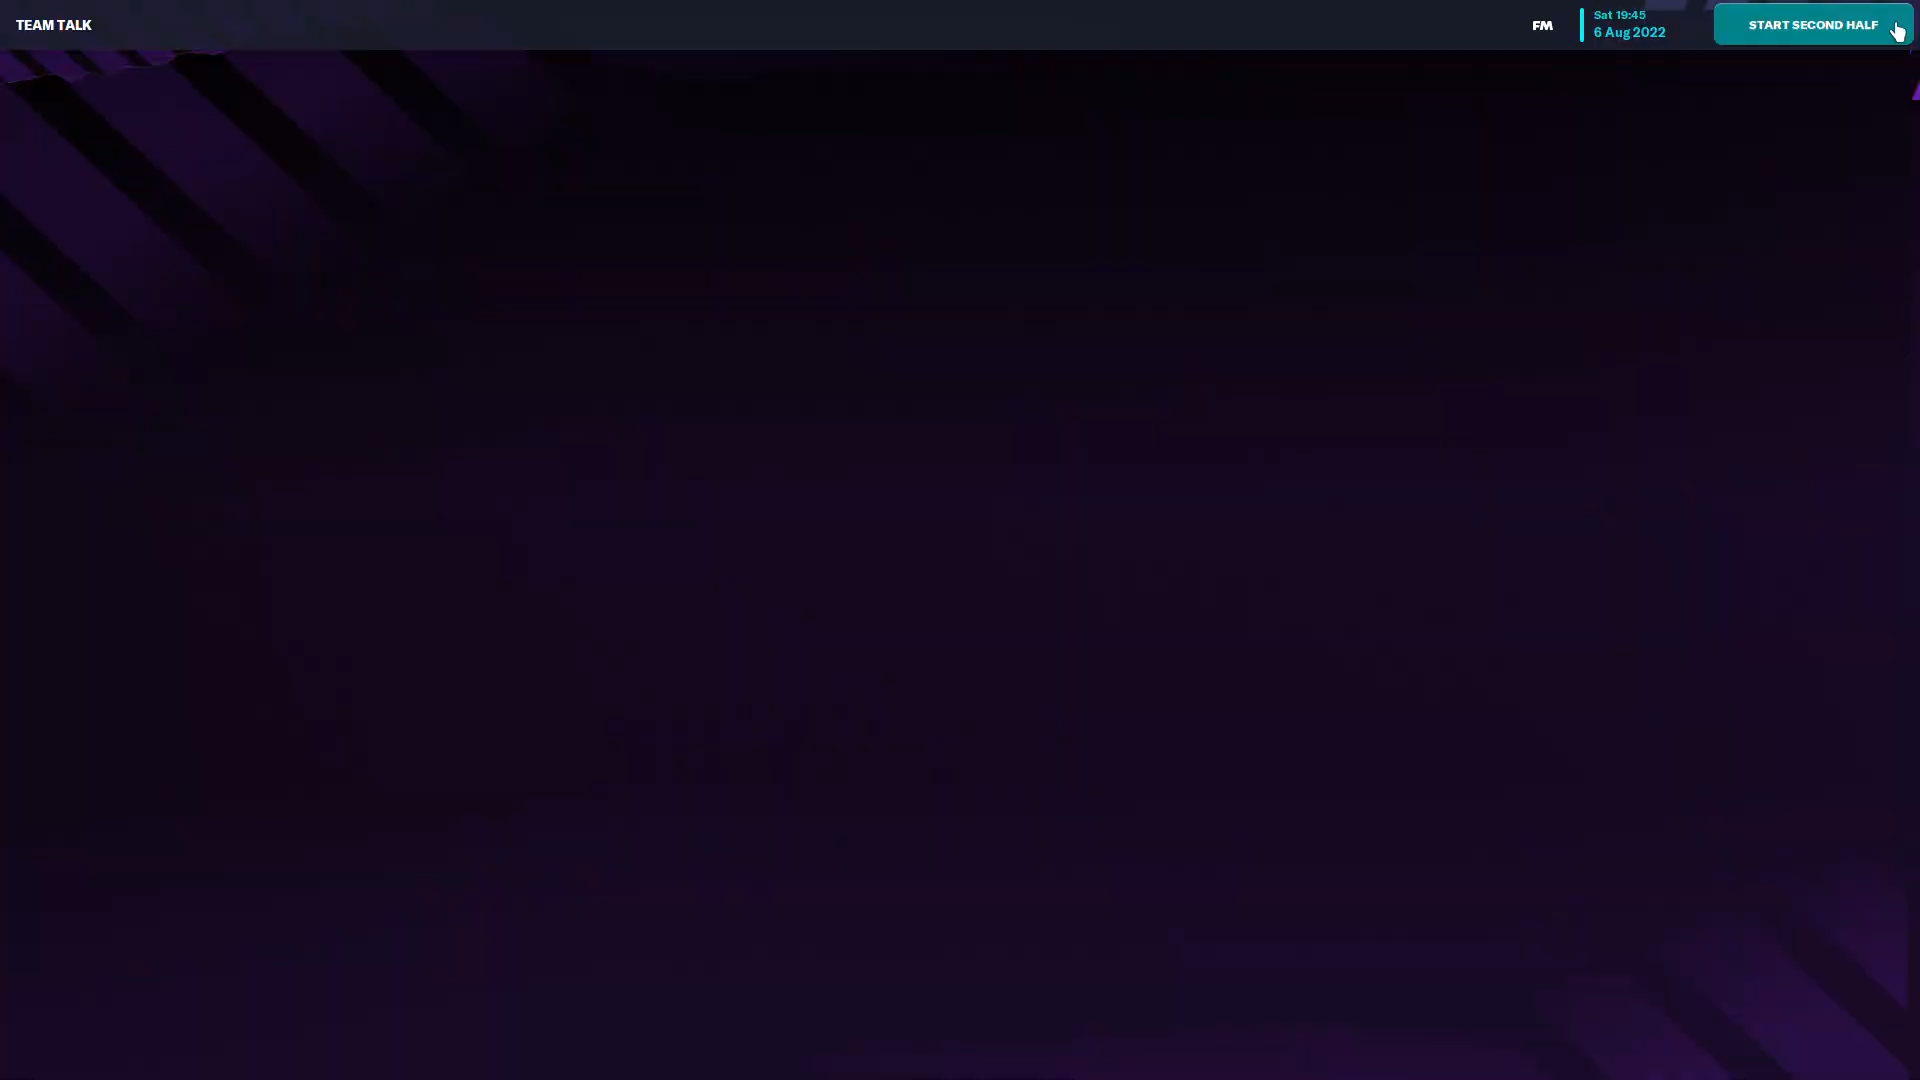 TEAM TALK
FM
Sat 19:45
6 Aug 2022
START SECOND HALF